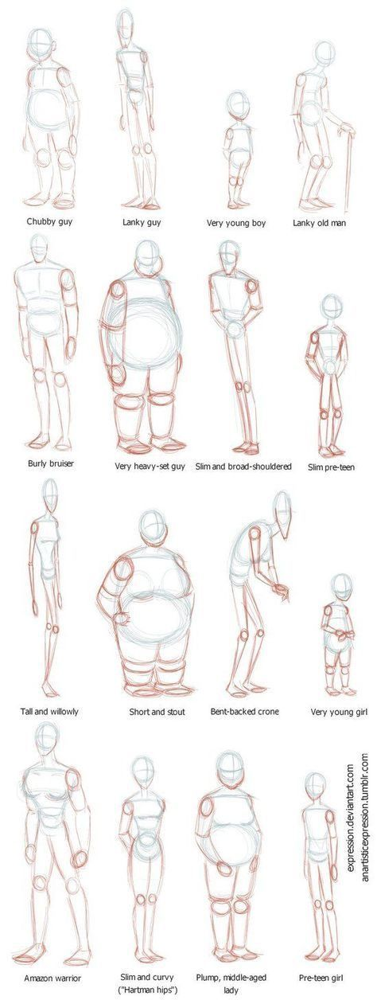 Chubby guy
Lanky guy
Very young boy
Lanky old man
Burly bruiser
Very heavy-set guy
Slim and broad-shouldered
Slim pre-teen
Tall and willowly
Short and stout
Bent-backed crone
Very young girl
expression.deviantart.com
anartisticexpression.tumblr.com
Amazon warrior
Slim and curvy
("Hartman hips")
Plump, middle-aged
lady
Pre-teen girl